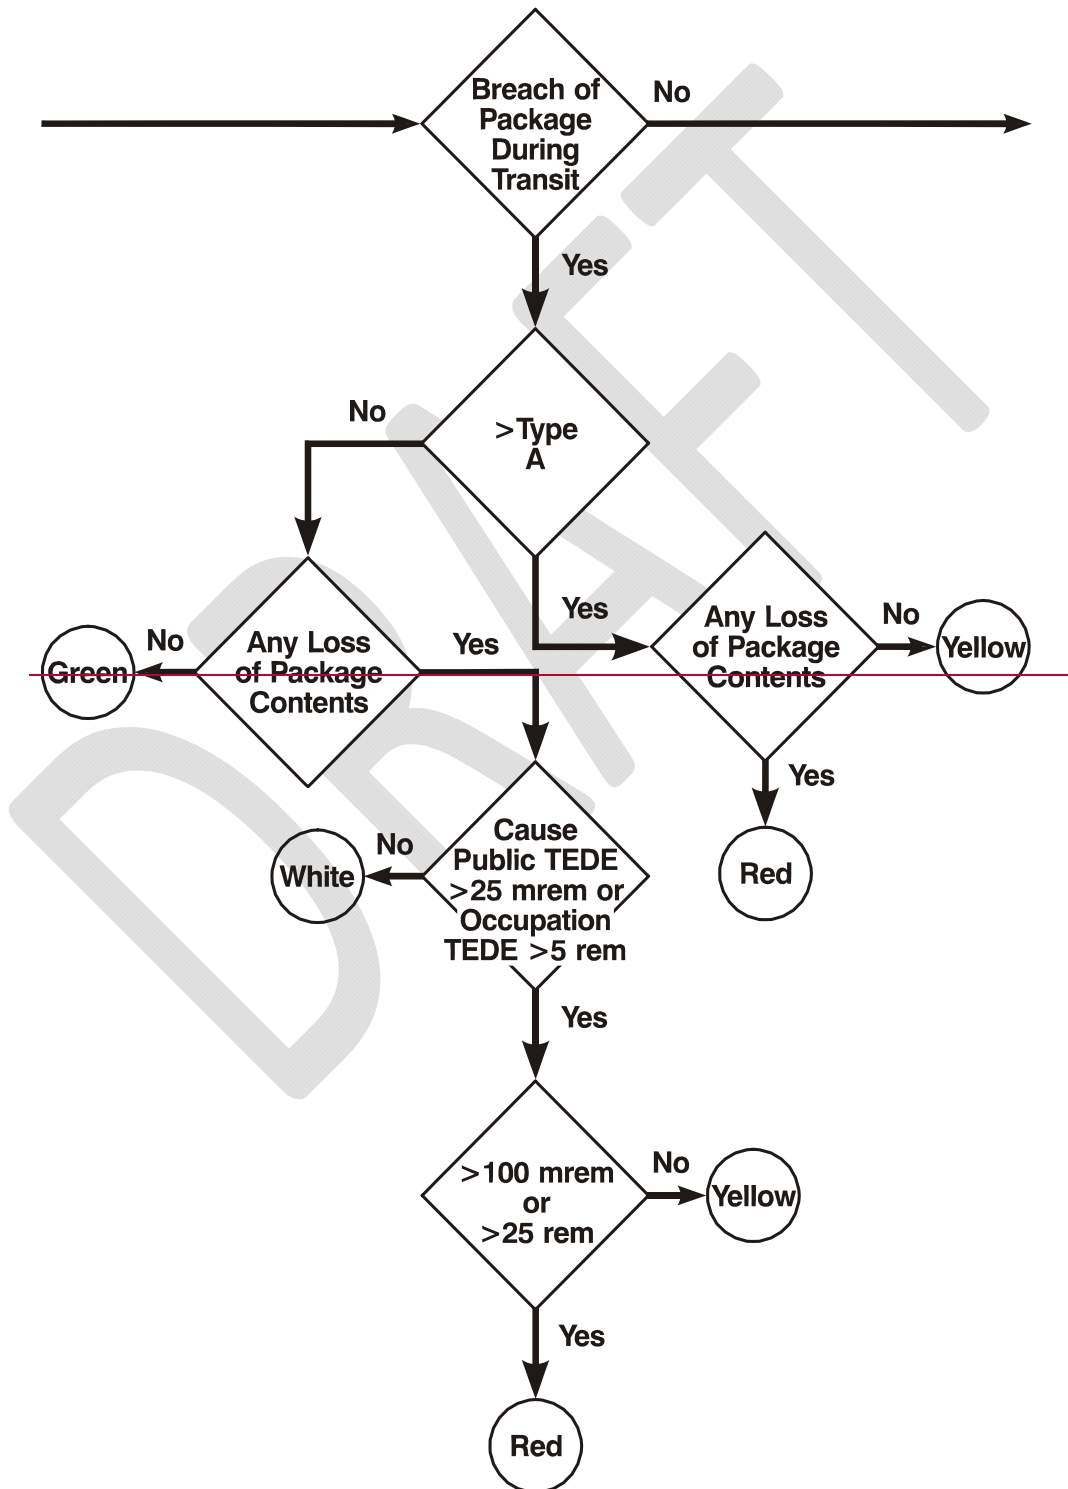 Breach of
Package
During
Transit
No
Yes
>Type
A
No
Yes
Any Loss
of Package
Contents
No
Green
Yes
Any Loss
of Package
Contents
No
Yellow
Yes
Red
Cause
Public TEDE
>25 mrem or
Occupation
TEDE >5 rem
No
White
Yes
>100 mrem
or
>25 rem
No
Yellow
Yes
Red
DRAFT